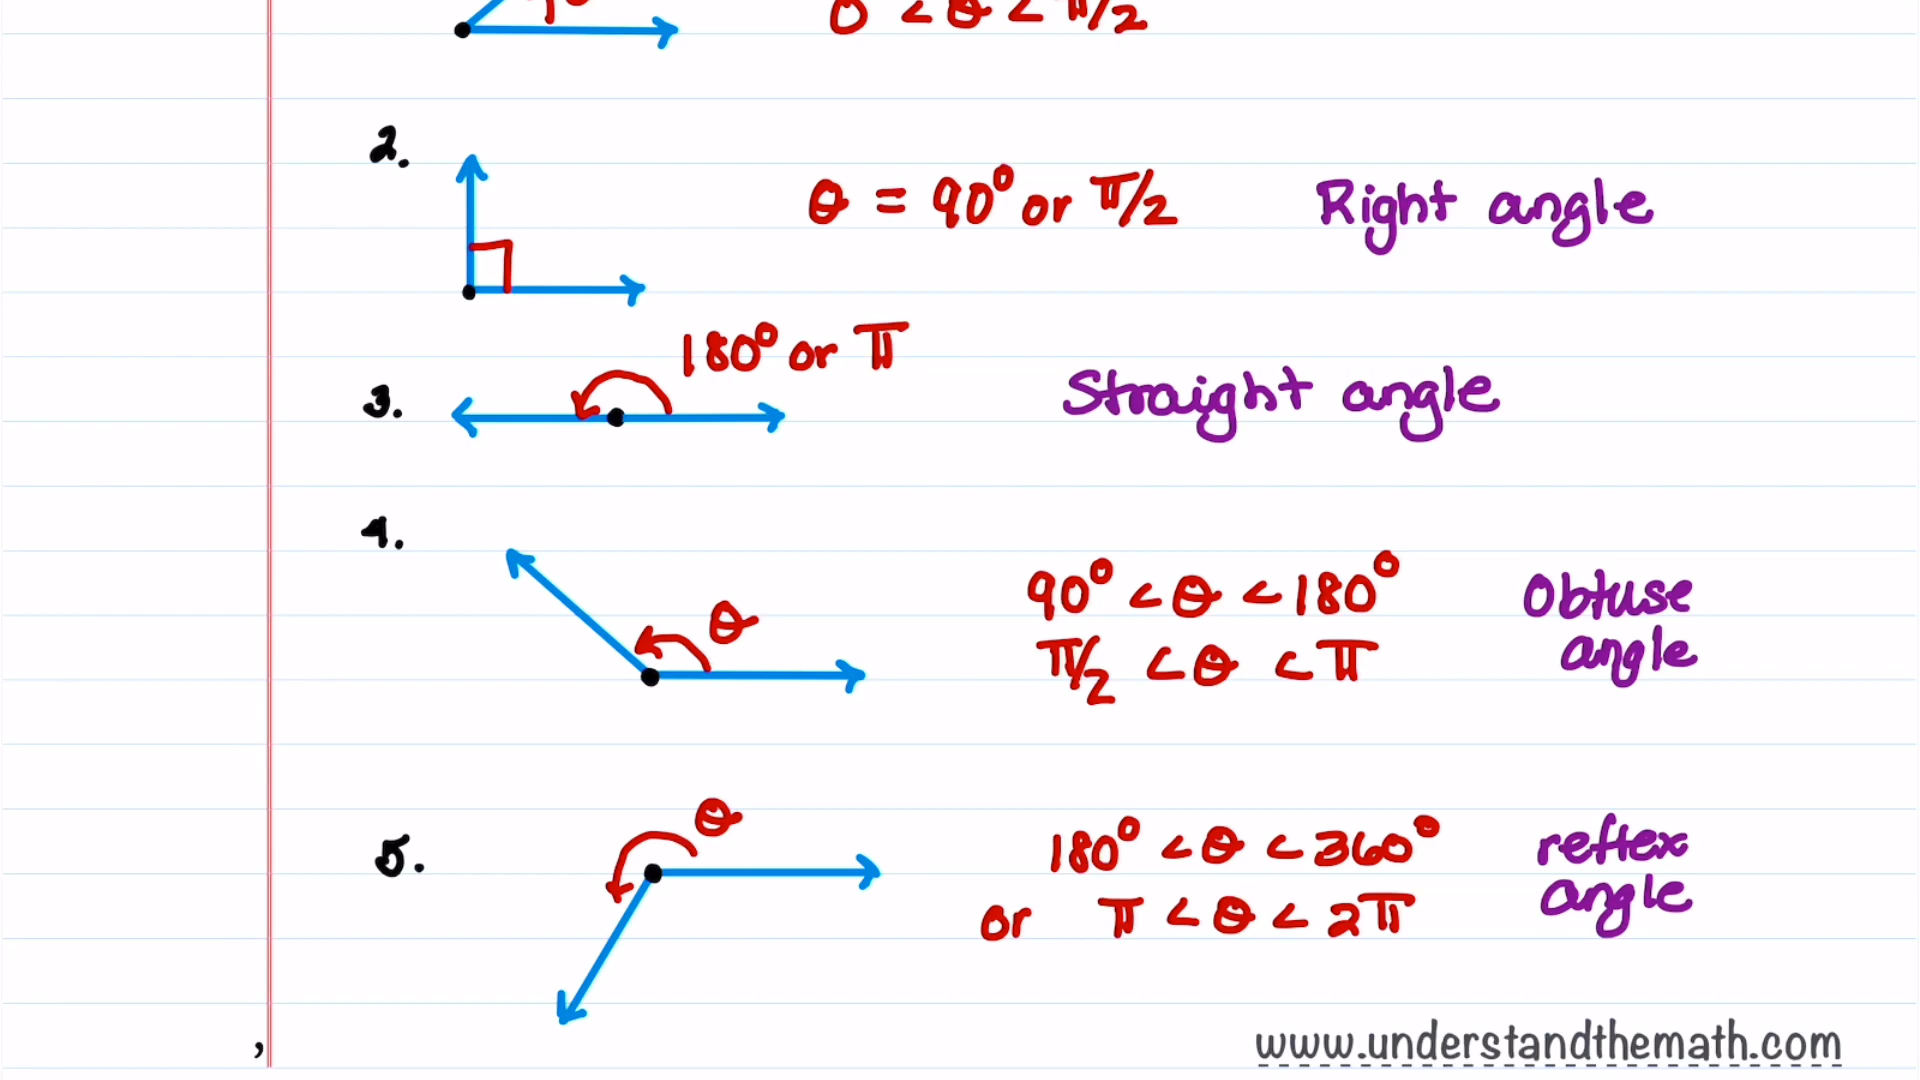 0 < θ < π/2
2.
θ = 90° or π/2
Right angle
180° or π
3.
Straight angle
4.
θ
90° < θ < 180°
π/2 < θ < π
Obtuse
angle
5.
θ
180° < θ < 360°
or π < θ < 2π
reflex
angle
www.understandthemath.com